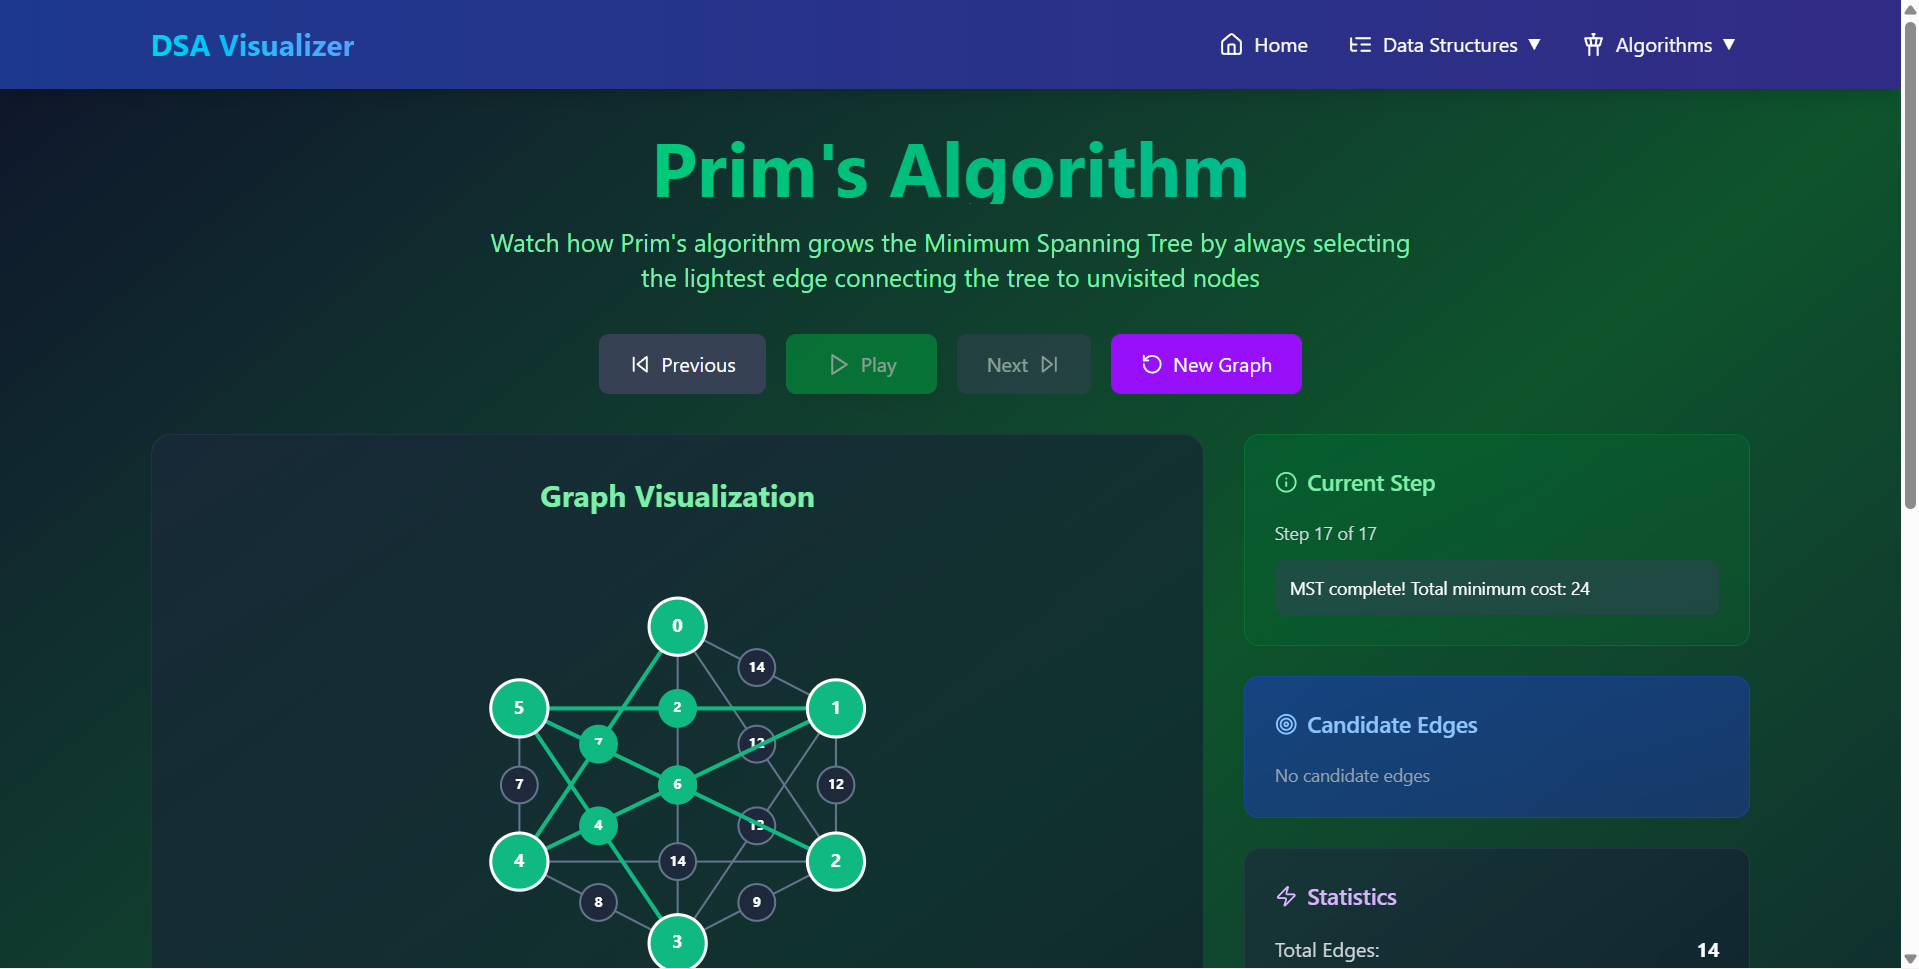 DSA Visualizer
Home
Data Structures ▼
Algorithms ▼
Prim's Algorithm
Watch how Prim's algorithm grows the Minimum Spanning Tree by always selecting
the lightest edge connecting the tree to unvisited nodes
Previous
Play
Next
New Graph
Graph Visualization
0
14
5
2
1
7
12
7
6
12
4
13
4
14
2
8
9
3
Current Step
Step 17 of 17
MST complete! Total minimum cost: 24
Candidate Edges
No candidate edges
Statistics
Total Edges:
14